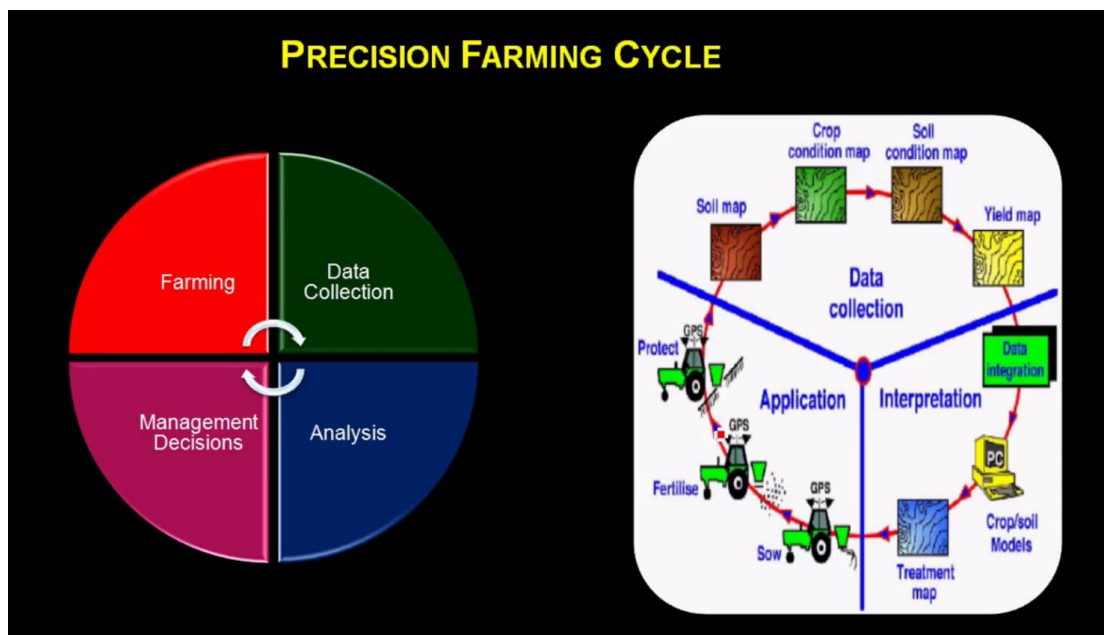 PRECISION FARMING CYCLE
Farming
Data
Collection
Management
Decisions
Analysis
Crop
condition map
Soil
condition map
Soil map
Yield map
Data
collection
GPS
Protect
Data
integration
Application
Interpretation
GPS
Fertilise
PC
GPS
Sow
Crop/soil
Models
Treatment
map